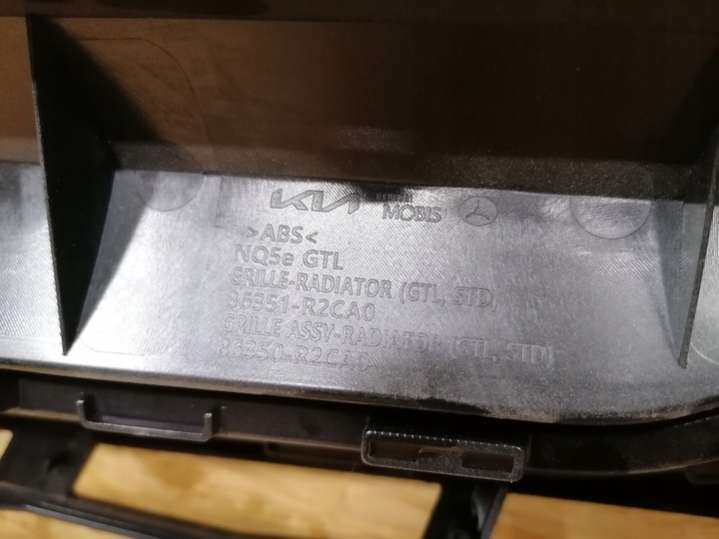 KIA MOBIS
>ABS<
NQ5e GTL
GRILLE-RADIATOR (GTL, STD)
86351-R2CA0
GRILLE ASSY-RADIATOR (GTL, STD)
86350-R2CA0